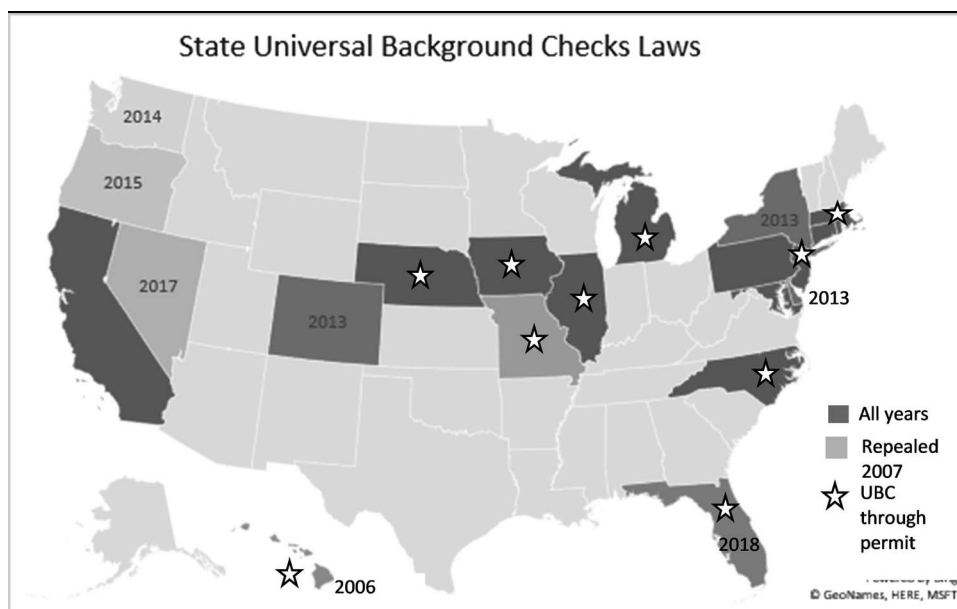 State Universal Background Checks Laws
2014
2015
2013
2017
2013
2013
All years
Repealed
2007
UBC
through
permit
2018
2006
© GeoNames, HERE, MSFT